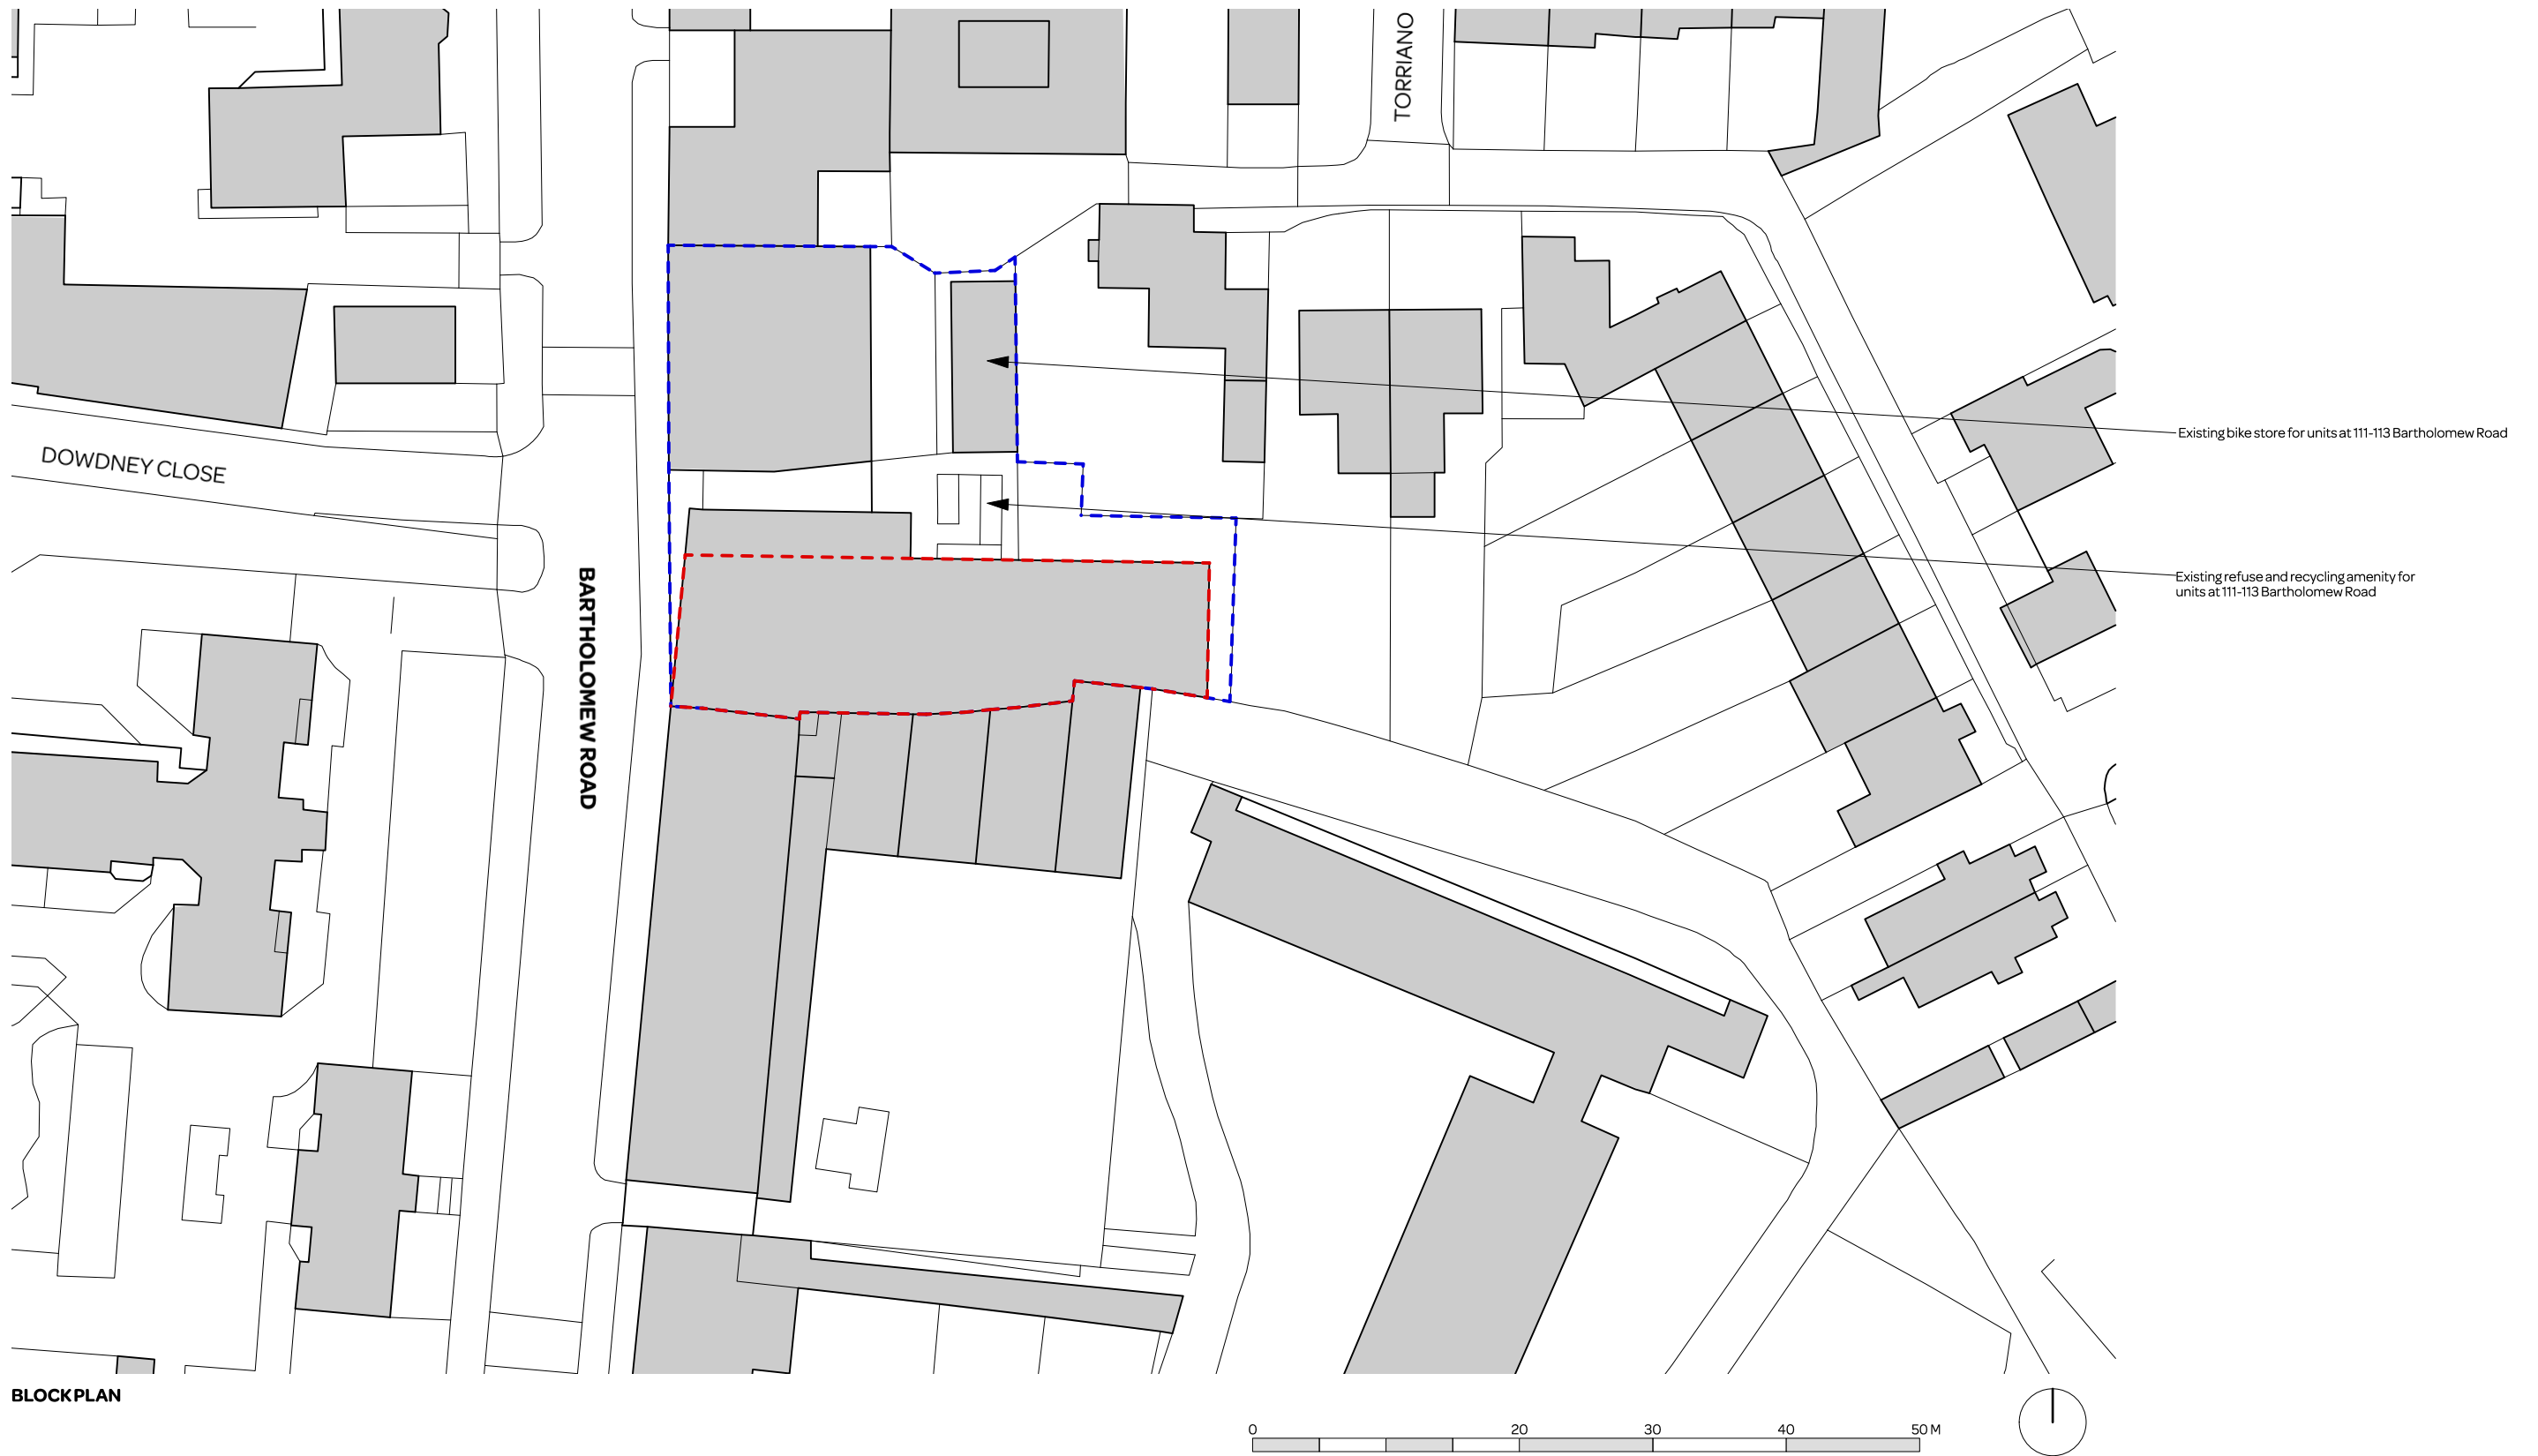 TORRIANO
Existing bike store for units at 111-113 Bartholomew Road
DOWDNEY CLOSE
BARTHOLOMEW ROAD
Existing refuse and recycling amenity for
units at 111-113 Bartholomew Road
BLOCK PLAN
0 20 30 40 50 M